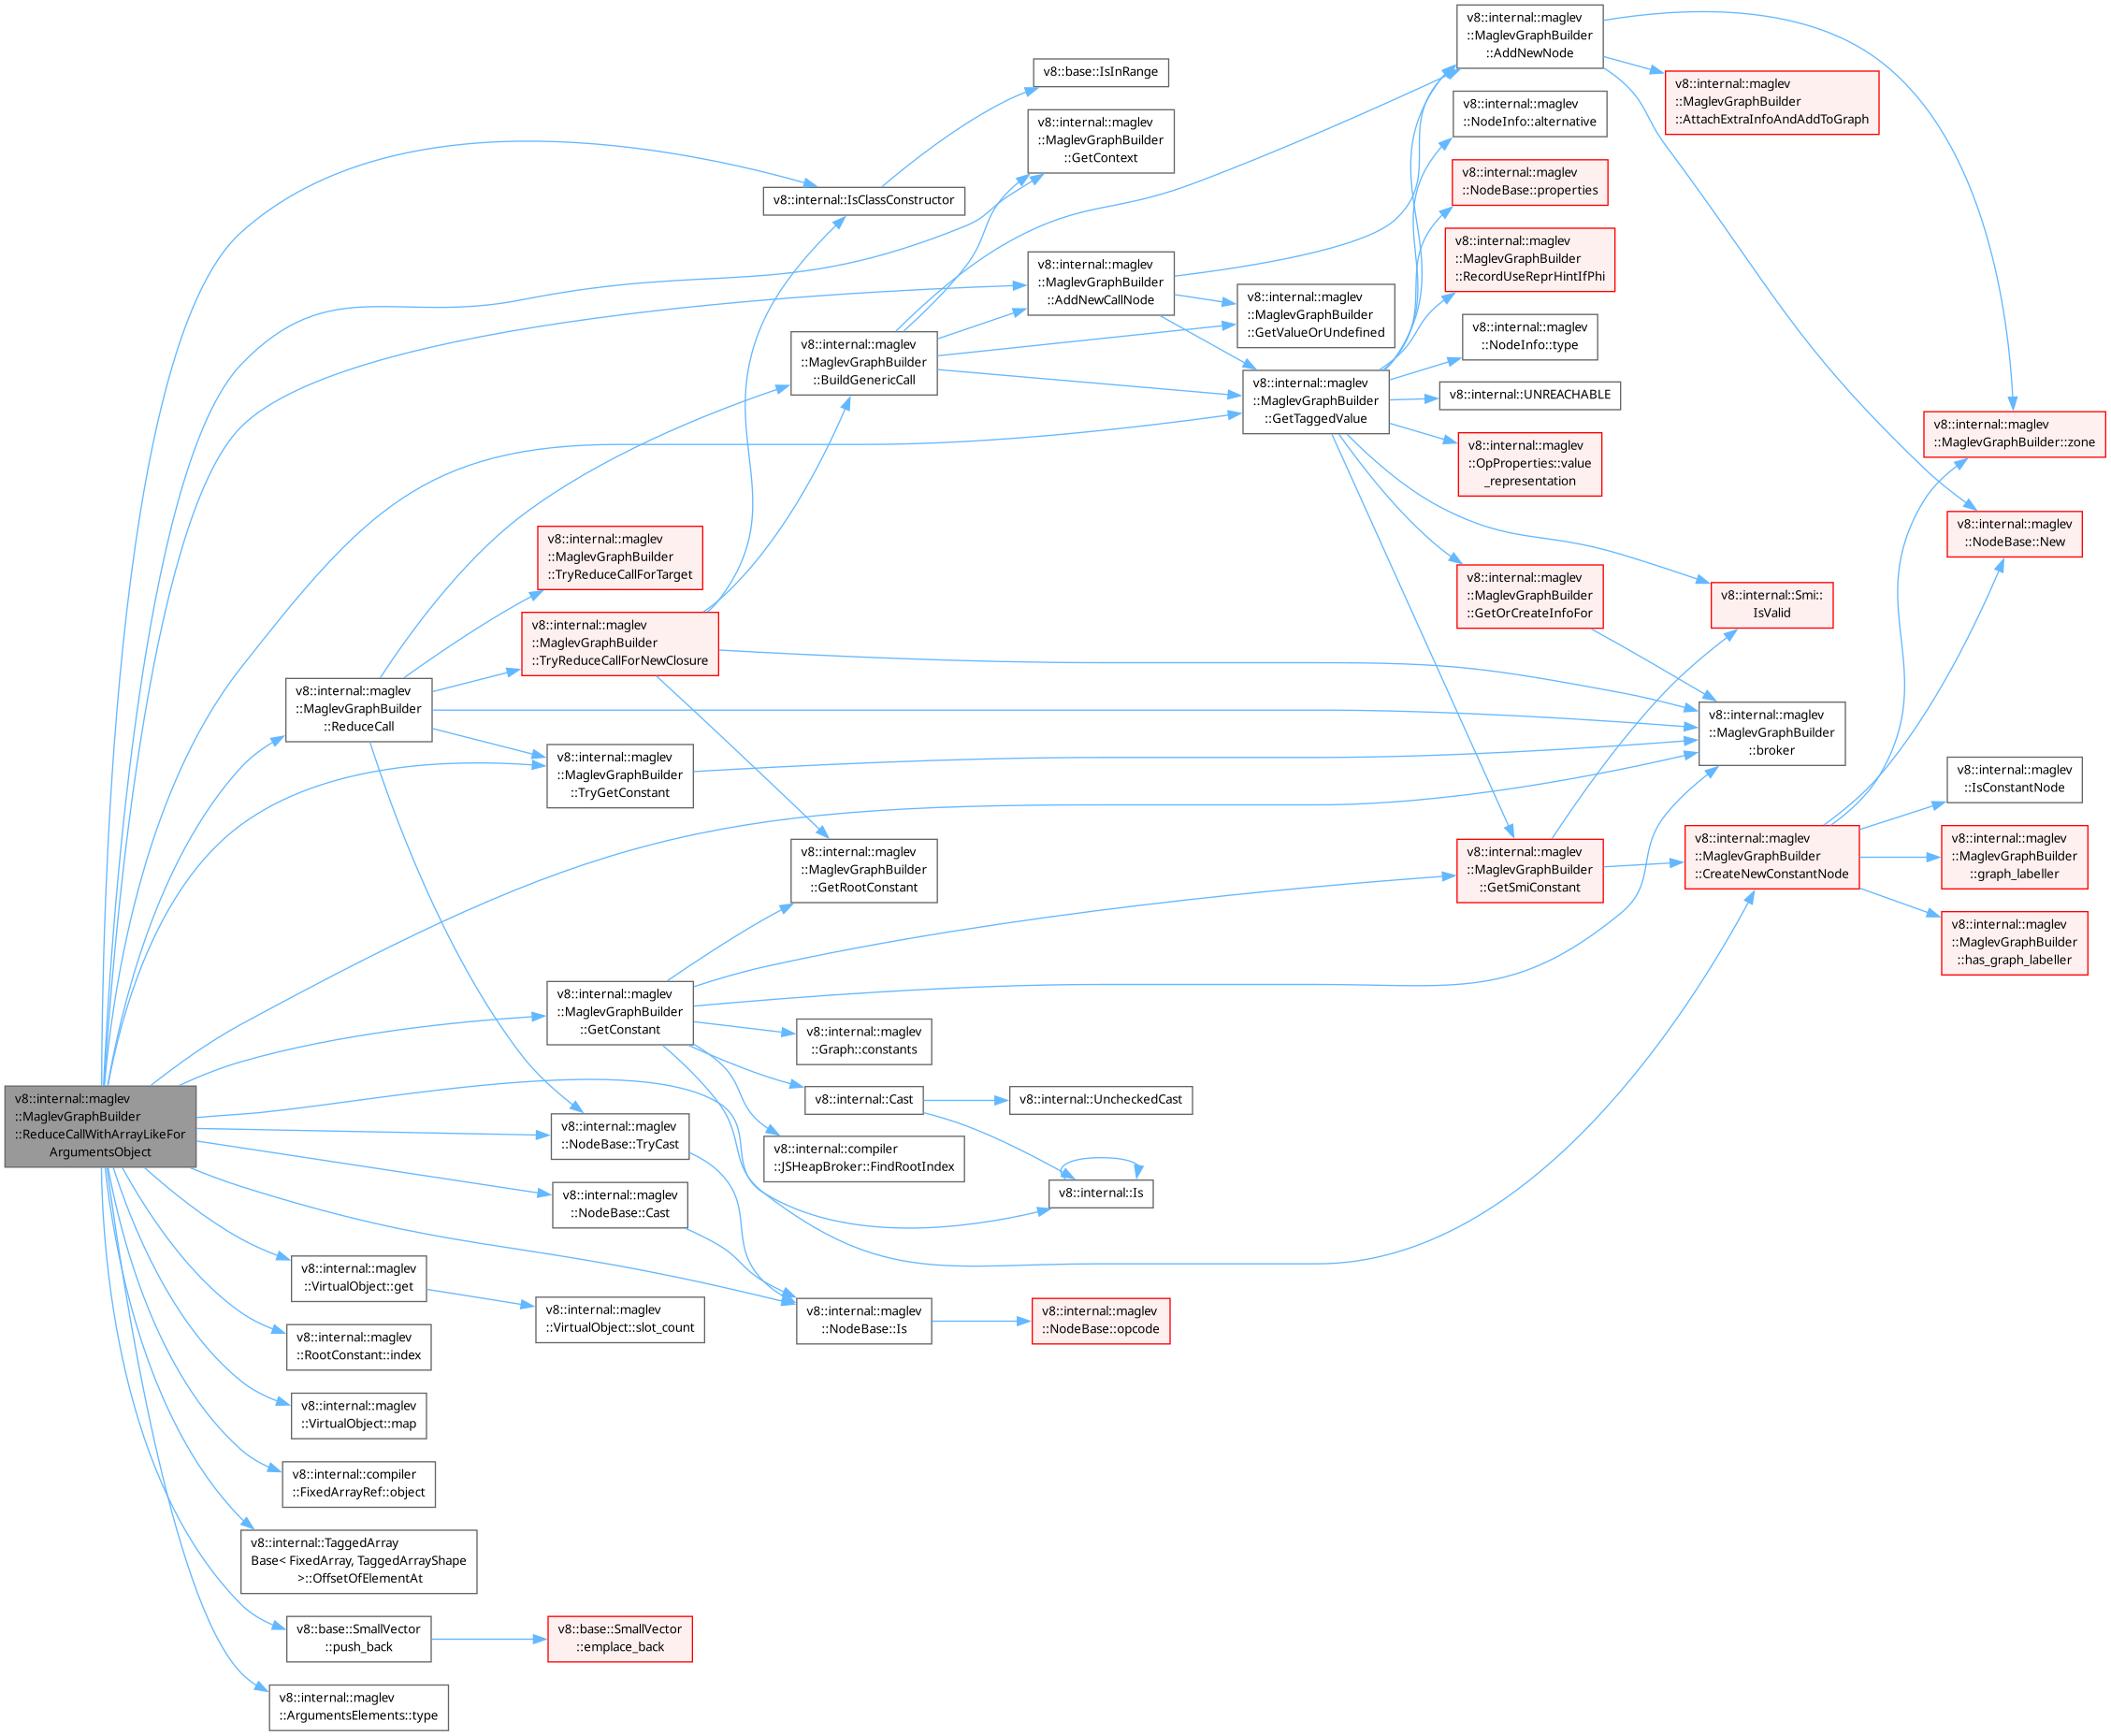 v8::internal::maglev
::MaglevGraphBuilder
::ReduceCallWithArrayLikeFor
ArgumentsObject
v8::internal::IsClassConstructor
v8::base::IsInRange
v8::internal::maglev
::MaglevGraphBuilder
::GetContext
v8::internal::maglev
::MaglevGraphBuilder
::AddNewCallNode
v8::internal::maglev
::MaglevGraphBuilder
::AddNewNode
v8::internal::maglev
::MaglevGraphBuilder
::AttachExtraInfoAndAddToGraph
v8::internal::maglev
::NodeInfo::alternative
v8::internal::maglev
::NodeBase::properties
v8::internal::maglev
::MaglevGraphBuilder
::RecordUseReprHintIfPhi
v8::internal::maglev
::MaglevGraphBuilder
::GetValueOrUndefined
v8::internal::maglev
::NodeInfo::type
v8::internal::maglev
::MaglevGraphBuilder
::BuildGenericCall
v8::internal::maglev
::MaglevGraphBuilder
::GetTaggedValue
v8::internal::UNREACHABLE
v8::internal::maglev
::OpProperties::value
_representation
v8::internal::maglev
::MaglevGraphBuilder::zone
v8::internal::maglev
::NodeBase::New
v8::internal::maglev
::MaglevGraphBuilder
::TryReduceCallForTarget
v8::internal::maglev
::MaglevGraphBuilder
::GetOrCreateInfoFor
v8::internal::Smi::
IsValid
v8::internal::maglev
::MaglevGraphBuilder
::TryReduceCallForNewClosure
v8::internal::maglev
::MaglevGraphBuilder
::ReduceCall
v8::internal::maglev
::MaglevGraphBuilder
::broker
v8::internal::maglev
::MaglevGraphBuilder
::TryGetConstant
v8::internal::maglev
::IsConstantNode
v8::internal::maglev
::MaglevGraphBuilder
::GetRootConstant
v8::internal::maglev
::MaglevGraphBuilder
::GetSmiConstant
v8::internal::maglev
::MaglevGraphBuilder
::CreateNewConstantNode
v8::internal::maglev
::MaglevGraphBuilder
::graph_labeller
v8::internal::maglev
::MaglevGraphBuilder
::has_graph_labeller
v8::internal::maglev
::MaglevGraphBuilder
::GetConstant
v8::internal::maglev
::Graph::constants
v8::internal::Cast
v8::internal::UncheckedCast
v8::internal::maglev
::NodeBase::TryCast
v8::internal::compiler
::JSHeapBroker::FindRootIndex
v8::internal::Is
v8::internal::maglev
::NodeBase::Cast
v8::internal::maglev
::VirtualObject::get
v8::internal::maglev
::VirtualObject::slot_count
v8::internal::maglev
::NodeBase::Is
v8::internal::maglev
::NodeBase::opcode
v8::internal::maglev
::RootConstant::index
v8::internal::maglev
::VirtualObject::map
v8::internal::compiler
::FixedArrayRef::object
v8::internal::TaggedArray
Base< FixedArray, TaggedArrayShape
>::OffsetOfElementAt
v8::base::SmallVector
::push_back
v8::base::SmallVector
::emplace_back
v8::internal::maglev
::ArgumentsElements::type